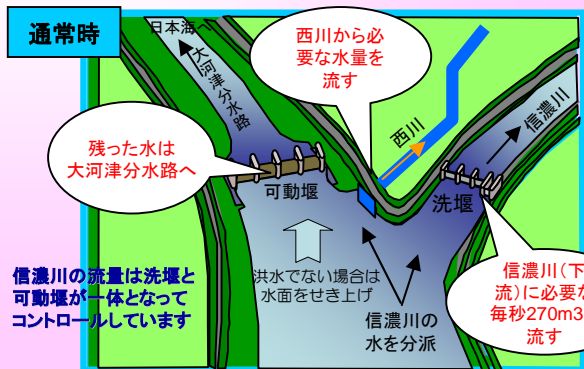 通常時
日本海へ
大河津分水路
西川から必
要な水量を
流す
西川
信濃川
残った水は
大河津分水路へ
可動堰
洗堰
信濃川の流量は洗堰と
可動堰が一体となって
コントロールしています
洪水でない場合は
水面をせき上げ
信濃川の
水を分派
信濃川(下
流)に必要な
毎秒270m3
流す